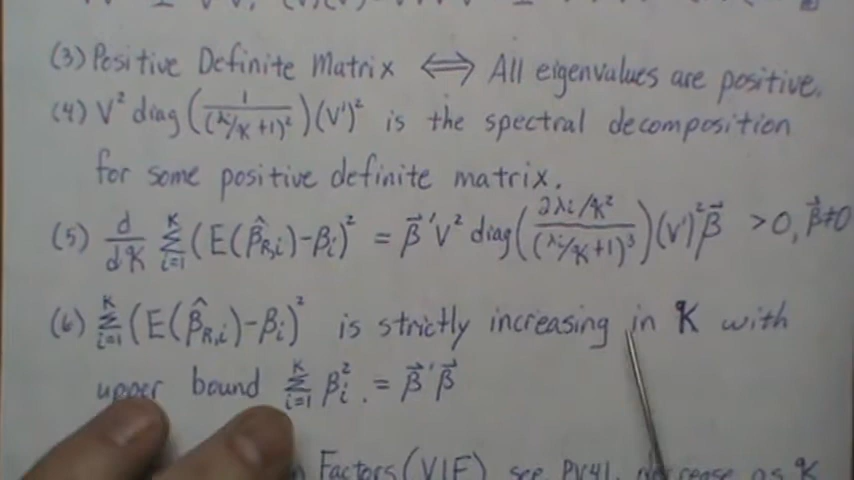 (3) Positive Definite Matrix ⟺ All eigenvalues are positive.
(4) V² diag(1/(λᵢ/K +1)²)(V')² is the spectral decomposition
for some positive definite matrix.
(5) d/dK Σᵢ₌₁ᴷ (E(β̂_R,i)-βᵢ)² = β⃗'V² diag((2λi/K²)/(λᵢ/K+1)³)(V')²β⃗ >0, β⃗≠0
(6) Σᵢ₌₁ᴷ (E(β̂_R,i)-βᵢ)² is strictly increasing in K with
upper bound Σᵢ₌₁ᴷ βᵢ². = β⃗'β⃗
Factors (VIF) see as K